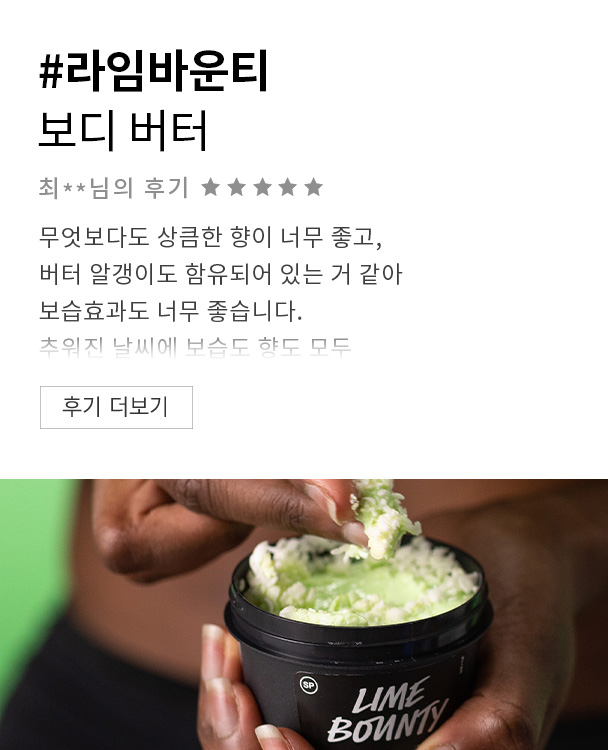 #라임바운티
보디 버터
최**님의 후기 ★★★★★
무엇보다도 상큼한 향이 너무 좋고,
버터 알갱이도 함유되어 있는 거 같아
보습효과도 너무 좋습니다.
추워진 날씨에 보습도 향도 모두
후기 더보기
SP
LIME
BOUNTY